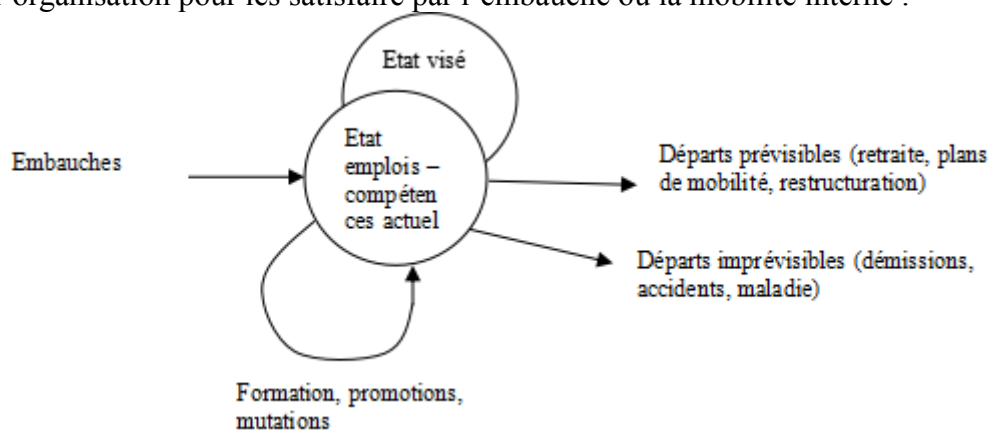 l'organisation pour les satisfaire par l'embauche ou la mobilité interne :
Etat visé
Embauches
Etat
emplois –
compéten
ces actuel
Départs prévisibles (retraite, plans
de mobilité, restructuration)
Départs imprévisibles (démissions,
accidents, maladie)
Formation, promotions,
mutations